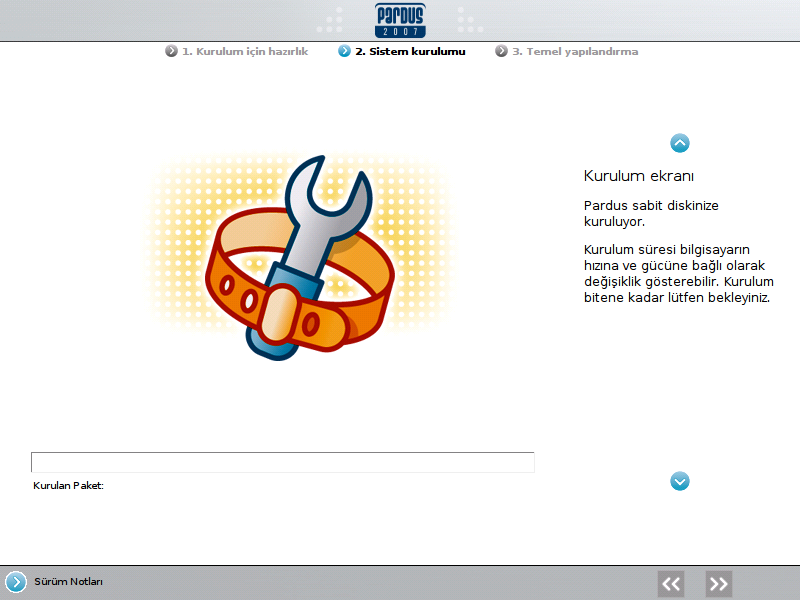 PARDUS
2007
1. Kurulum için hazırlık
2. Sistem kurulumu
3. Temel yapılandırma
Kurulum ekranı
Pardus sabit diskinize
kuruluyor.
Kurulum süresi bilgisayarın
hızına ve gücüne bağlı olarak
değişiklik gösterebilir. Kurulum
bitene kadar lütfen bekleyiniz.
Kurulan Paket:
Sürüm Notları